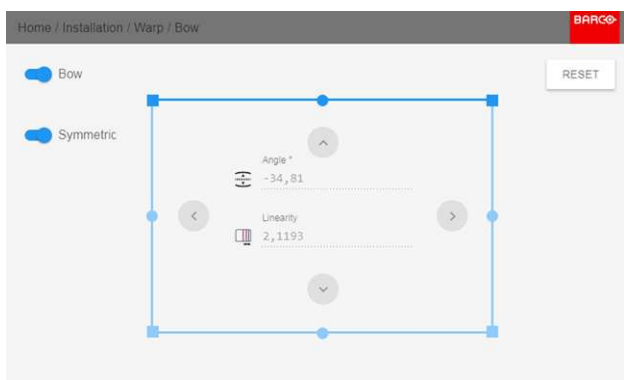 Home / Installation / Warp / Bow
BARCO
Bow
RESET
Symmetric
Angle *
-34,81
Linearity
2,1193